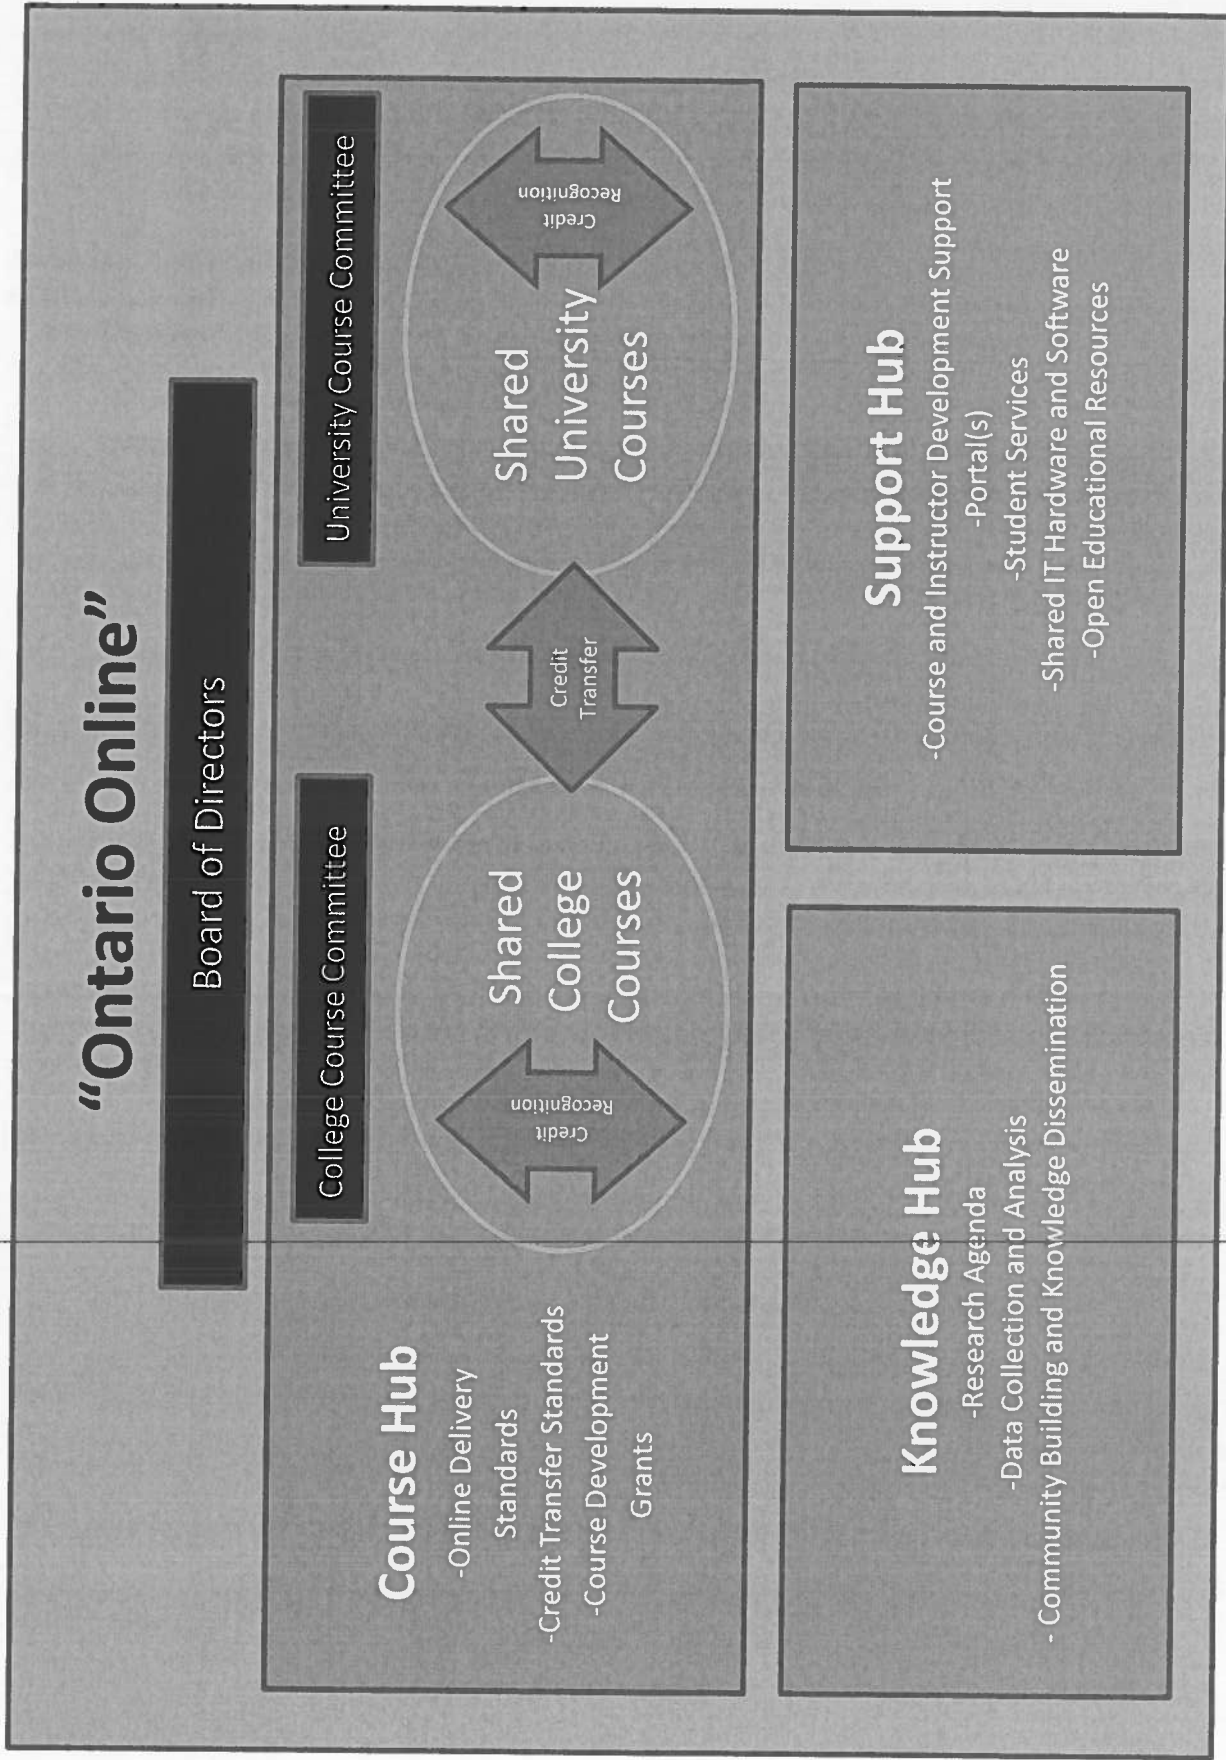 “Ontario Online”
Board of Directors
Course Hub
-Online Delivery
Standards
-Credit Transfer Standards
-Course Development
Grants
College Course Committee
Credit
Recognition
Shared
College
Courses
Credit
Transfer
University Course Committee
Shared
University
Courses
Credit
Recognition
Knowledge Hub
-Research Agenda
-Data Collection and Analysis
- Community Building and Knowledge Dissemination
Support Hub
-Course and Instructor Development Support
-Portal(s)
-Student Services
-Shared IT Hardware and Software
-Open Educational Resources